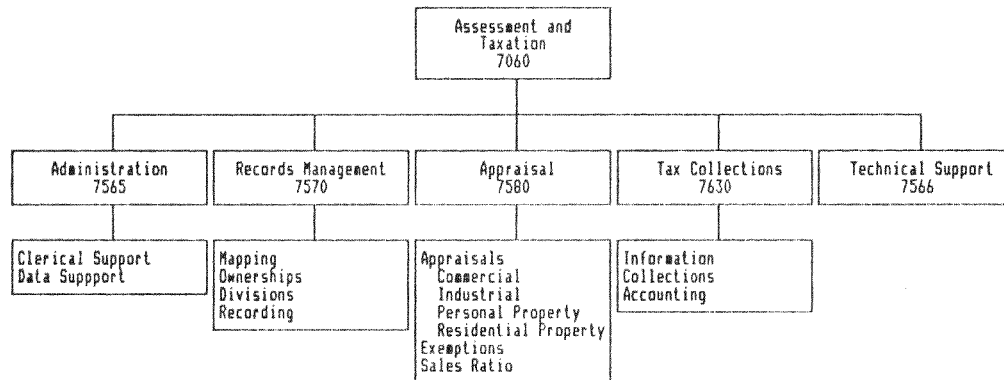 Assessment and
Taxation
7060
Administration
7565
Records Management
7570
Appraisal
7580
Tax Collections
7630
Technical Support
7566
Clerical Support
Data Suppport
Mapping
Ownerships
Divisions
Recording
Appraisals
Commercial
Industrial
Personal Property
Residential Property
Exemptions
Sales Ratio
Information
Collections
Accounting